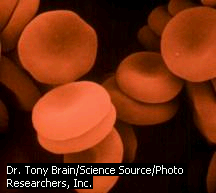 Dr. Tony Brain/Science Source/Photo
Researchers, Inc.